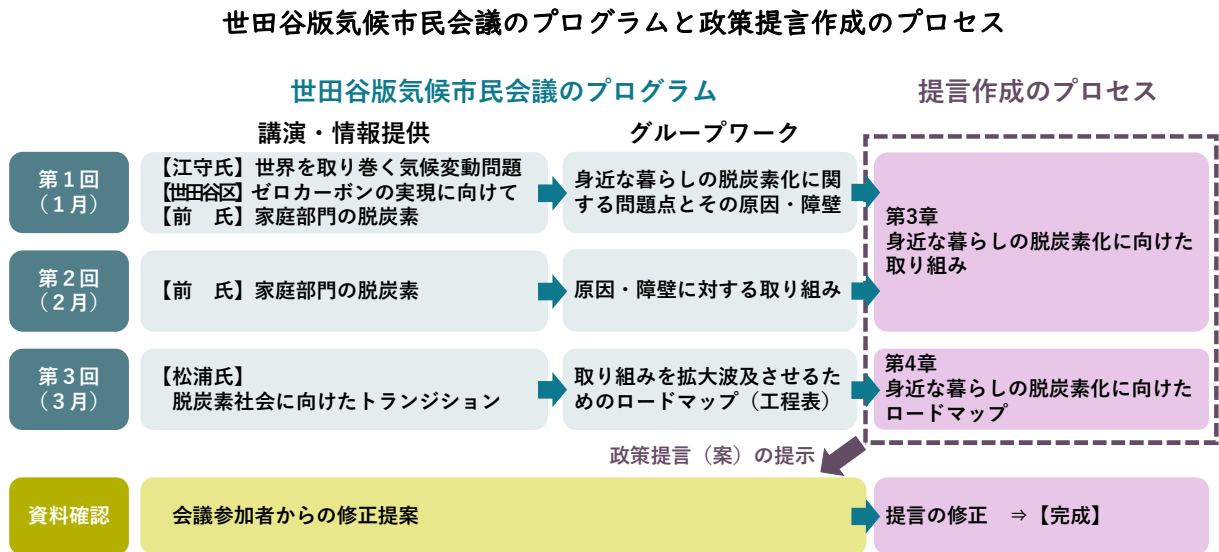 世田谷版気候市民会議のプログラムと政策提言作成のプロセス
世田谷版気候市民会議のプログラム
提言作成のプロセス
講演・情報提供
グループワーク
第1回
（1月）
【江守氏】世界を取り巻く気候変動問題
【世田谷区】ゼロカーボンの実現に向けて
【前　氏】家庭部門の脱炭素
身近な暮らしの脱炭素化に関
する問題点とその原因・障壁
第3章
身近な暮らしの脱炭素化に向けた
取り組み
第2回
（2月）
【前　氏】家庭部門の脱炭素
原因・障壁に対する取り組み
第3回
（3月）
【松浦氏】
脱炭素社会に向けたトランジション
取り組みを拡大波及させるた
めのロードマップ（工程表）
第4章
身近な暮らしの脱炭素化に向けた
ロードマップ
政策提言（案）の提示
資料確認
会議参加者からの修正提案
提言の修正　⇒【完成】